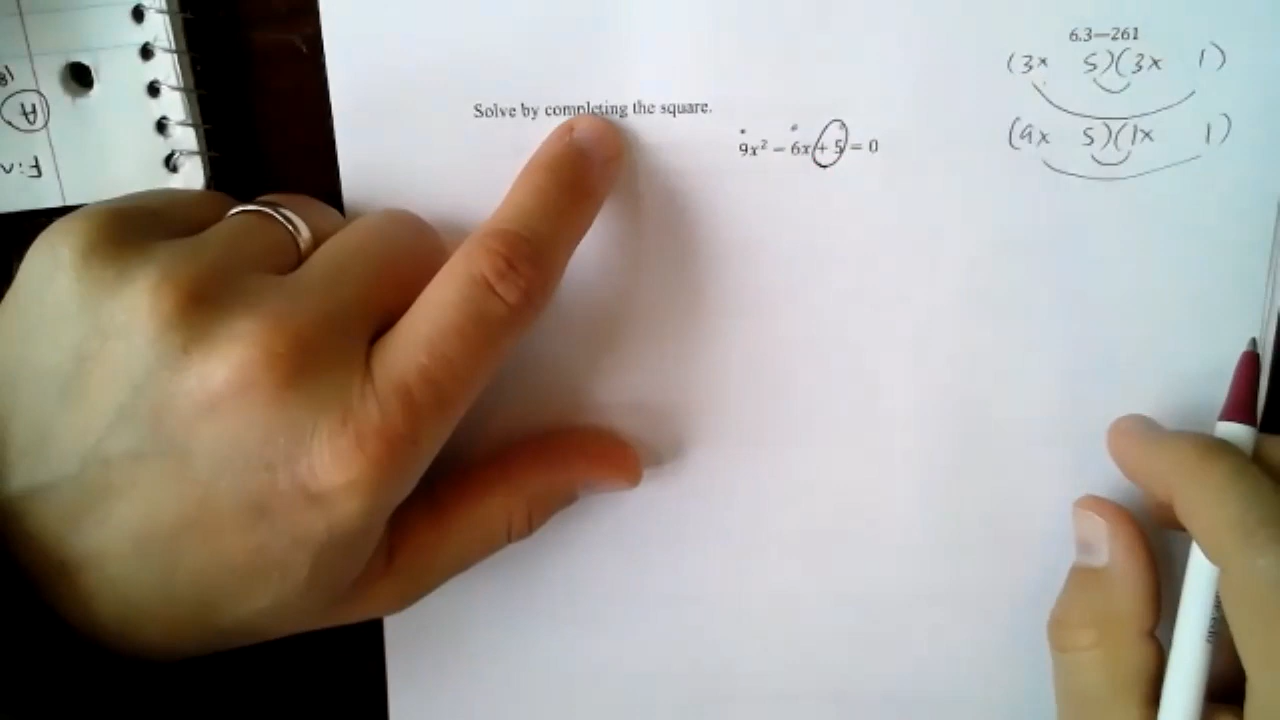 6.3—261
(3x 5)(3x 1)
Solve by completing the square.
9x² – 6x + 5 = 0
(9x 5)(1x 1)
A
Fin